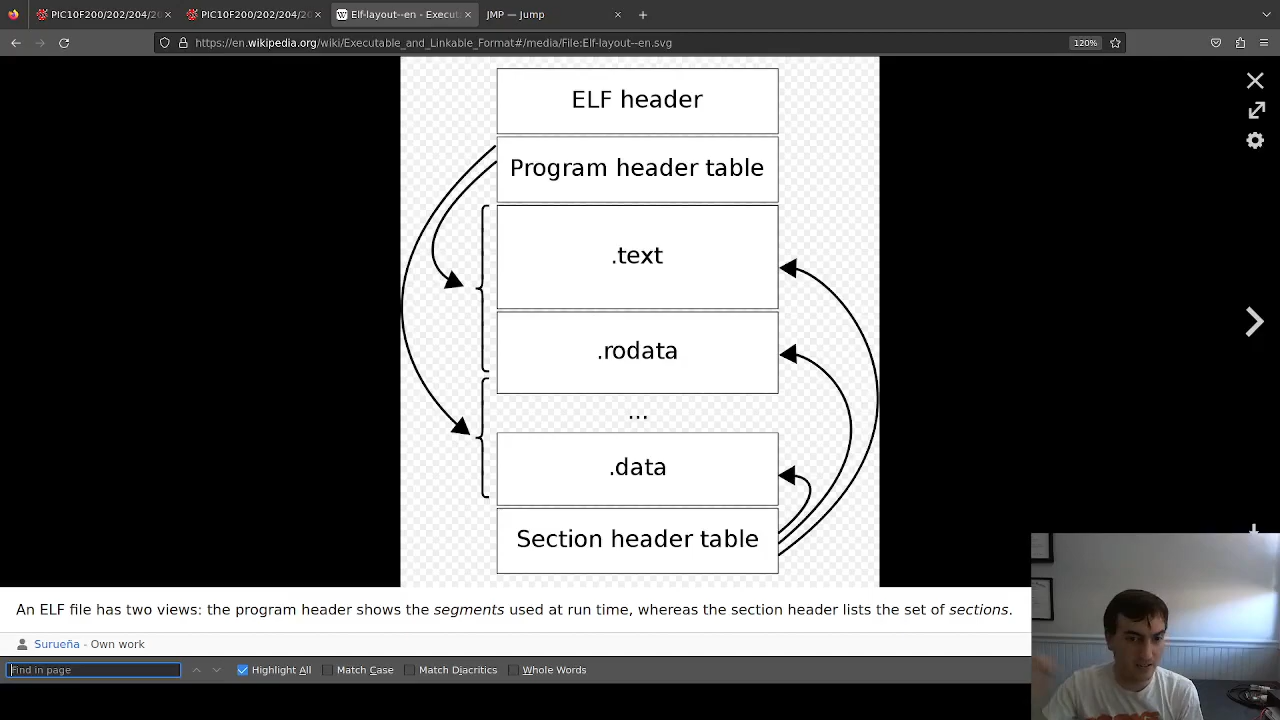 PIC10F200/202/204/20
PIC10F200/202/204/20
Elf-layout--en - Execut
JMP — Jump
https://en.wikipedia.org/wiki/Executable_and_Linkable_Format#/media/File:Elf-layout--en.svg
120%
ELF header
Program header table
.text
.rodata
...
.data
Section header table
An ELF file has two views: the program header shows the segments used at run time, whereas the section header lists the set of sections.
Surueña - Own work
Find in page
Highlight All
Match Case
Match Diacritics
Whole Words